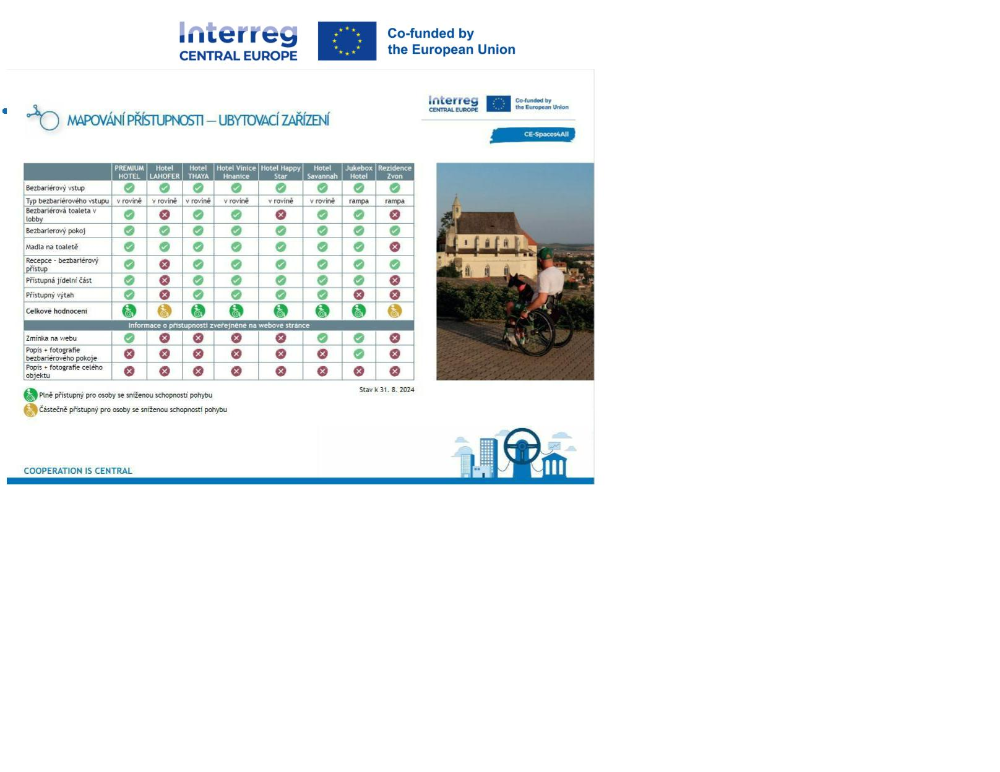 Interreg
CENTRAL EUROPE
Co-funded by
the European Union
Interreg
CENTRAL EUROPE
Co-funded by
the European Union
CE-Spaces4All
MAPOVÁNÍ PŘÍSTUPNOSTI — UBYTOVACÍ ZAŘÍZENÍ
PREMIUM HOTEL Hotel LAHOFER Hotel THAYA Hotel Vinice Hnanice Hotel Happy Star Hotel Savannah Jukebox Hotel Rezidence Zvon
Bezbariérový vstup
Typ bezbariérového vstupu v rovině v rovině v rovině v rovině v rovině v rovině rampa rampa
Bezbariérová toaleta v
lobby
Bezbarierový pokoj
Madla na toaletě
Recepce - bezbariérový
přístup
Přístupná jídelní část
Přístupný výtah
Celkové hodnocení
Informace o přístupnosti zveřejněné na webové stránce
Zmínka na webu
Popis + fotografie
bezbariérového pokoje
Popis + fotografie celého
objektu
Plně přístupný pro osoby se sníženou schopností pohybu
Stav k 31. 8. 2024
Částečně přístupný pro osoby se sníženou schopností pohybu
COOPERATION IS CENTRAL